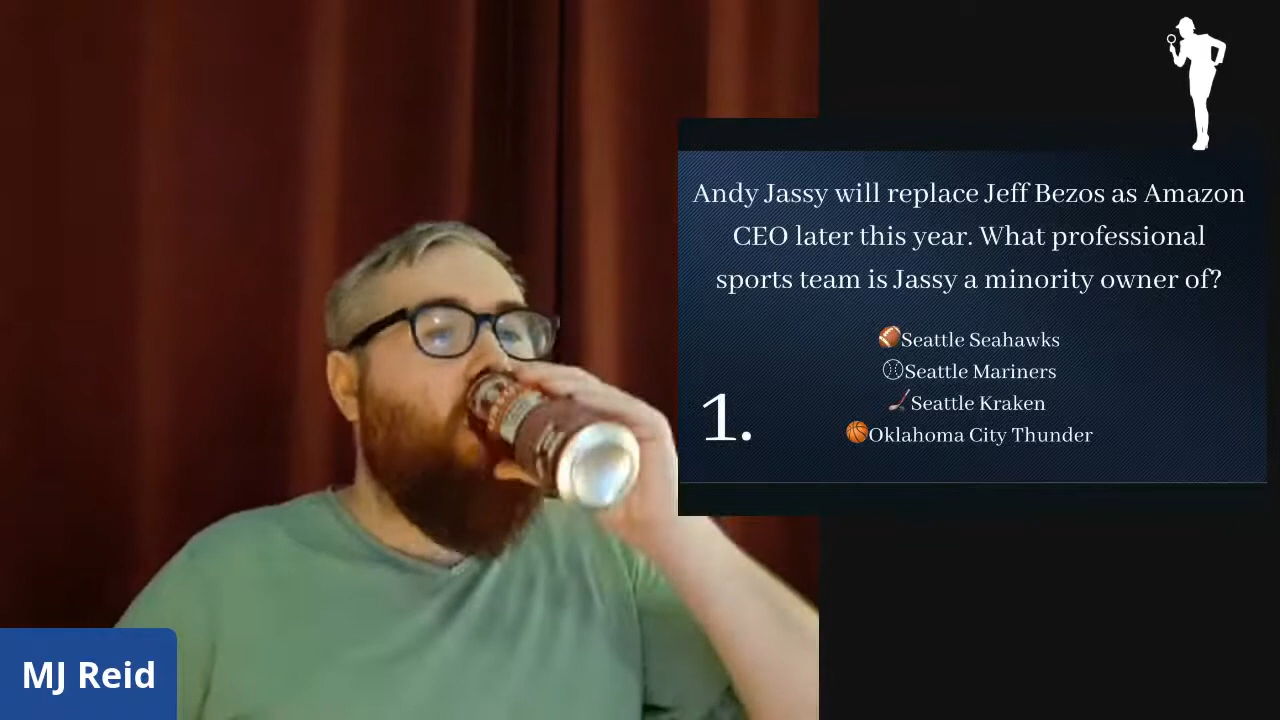 Andy Jassy will replace Jeff Bezos as Amazon
CEO later this year. What professional
sports team is Jassy a minority owner of?
🏈Seattle Seahawks
⚾Seattle Mariners
🏒Seattle Kraken
🏀Oklahoma City Thunder
1.
MJ Reid